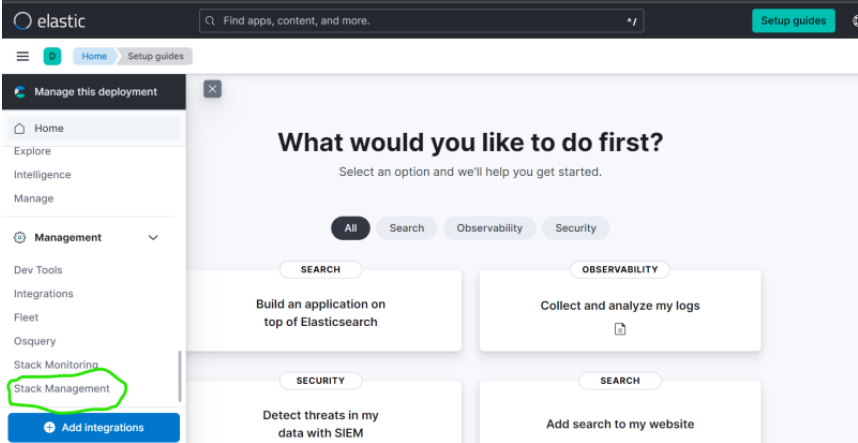 elastic
Find apps, content, and more.
^/
Setup guides
D
Home
Setup guides
Manage this deployment
Home
Explore
Intelligence
Manage
Management
Dev Tools
Integrations
Fleet
Osquery
Stack Monitoring
Stack Management
Add integrations
What would you like to do first?
Select an option and we'll help you get started.
All
Search
Observability
Security
SEARCH
Build an application on
top of Elasticsearch
OBSERVABILITY
Collect and analyze my logs
SECURITY
Detect threats in my
data with SIEM
SEARCH
Add search to my website